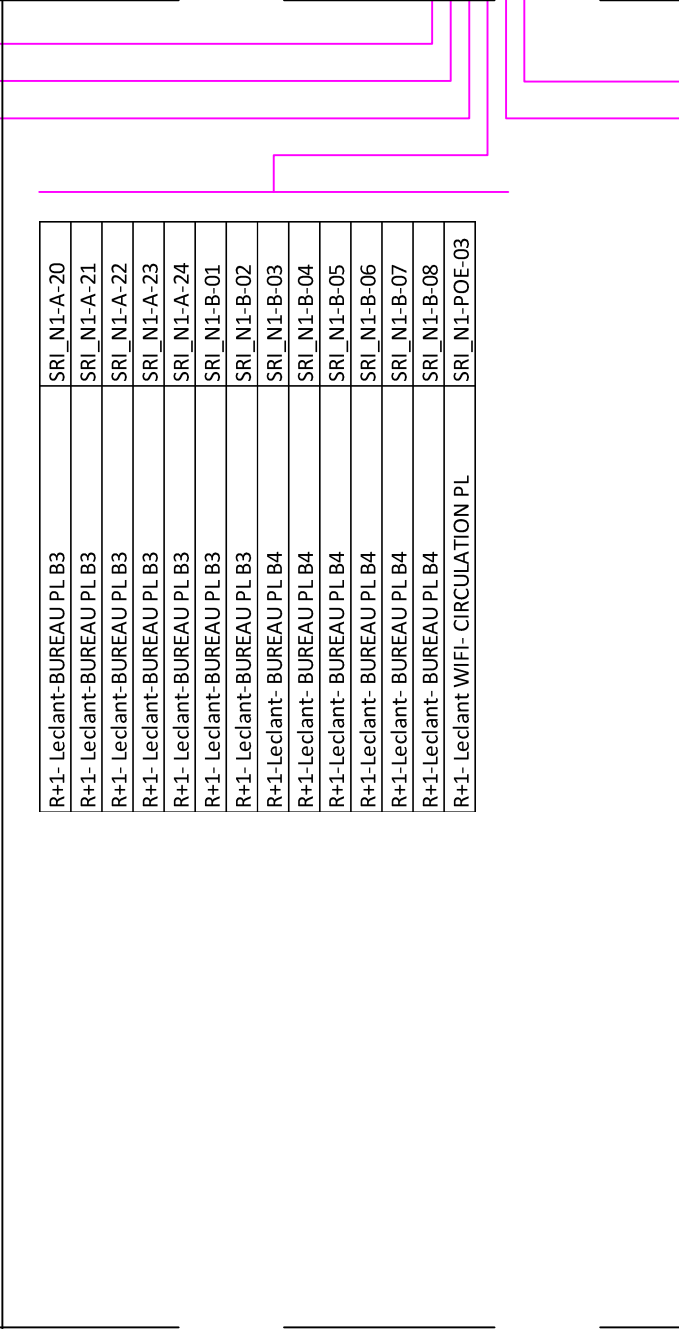 R+1- Leclant-BUREAU PL B3 SRI_N1-A-20
R+1- Leclant-BUREAU PL B3 SRI_N1-A-21
R+1- Leclant-BUREAU PL B3 SRI_N1-A-22
R+1- Leclant-BUREAU PL B3 SRI_N1-A-23
R+1- Leclant-BUREAU PL B3 SRI_N1-A-24
R+1- Leclant-BUREAU PL B3 SRI_N1-B-01
R+1- Leclant-BUREAU PL B3 SRI_N1-B-02
R+1-Leclant- BUREAU PL B4 SRI_N1-B-03
R+1-Leclant- BUREAU PL B4 SRI_N1-B-04
R+1-Leclant- BUREAU PL B4 SRI_N1-B-05
R+1-Leclant- BUREAU PL B4 SRI_N1-B-06
R+1-Leclant- BUREAU PL B4 SRI_N1-B-07
R+1-Leclant- BUREAU PL B4 SRI_N1-B-08
R+1- Leclant WIFI- CIRCULATION PL SRI_N1-POE-03